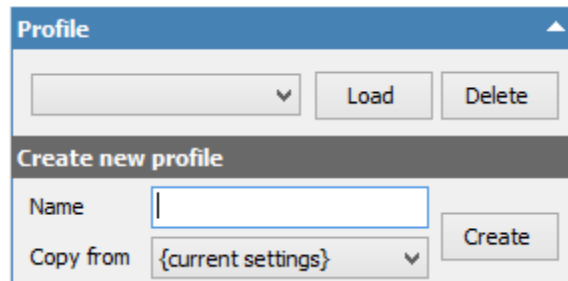 Profile
Load Delete
Create new profile
Name
Create
Copy from {current settings}